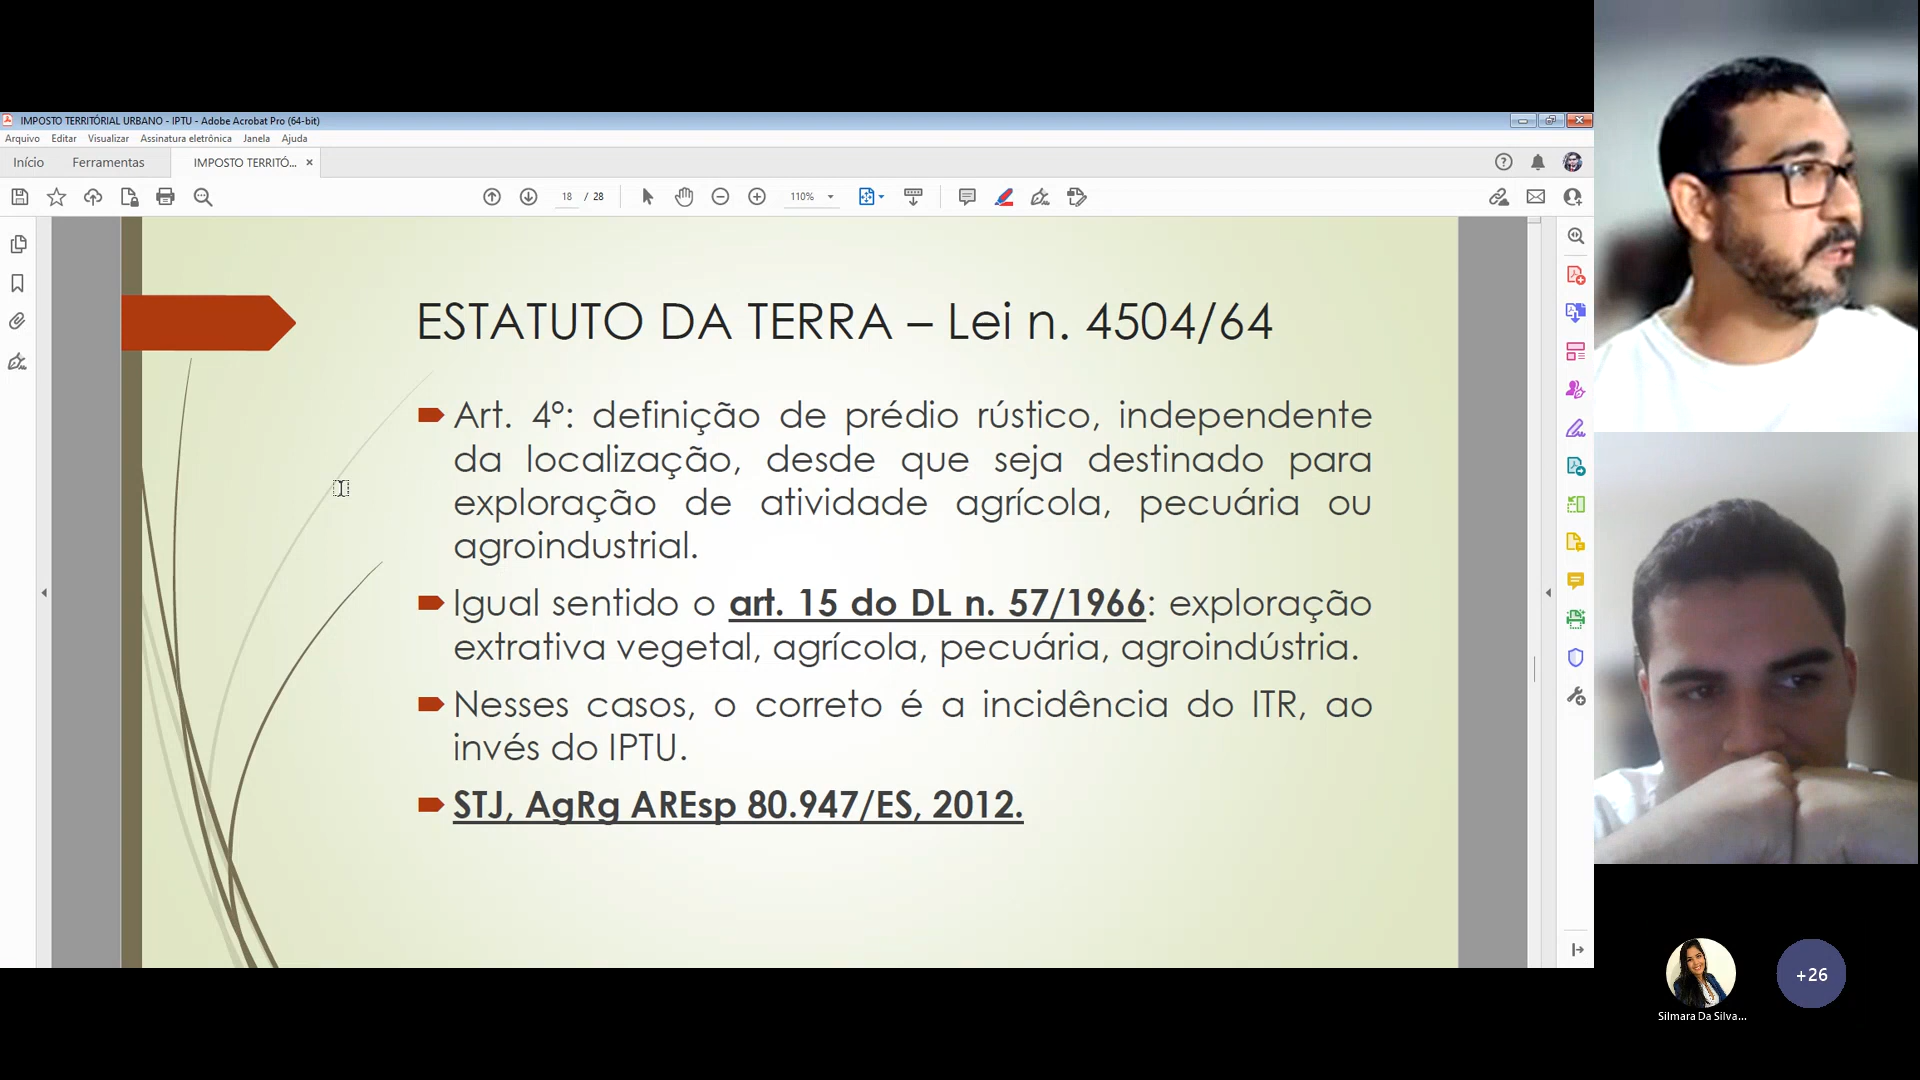 IMPOSTO TERRITÓRIAL URBANO - IPTU - Adobe Acrobat Pro (64-bit)
Arquivo Editar Visualizar Assinatura eletrônica Janela Ajuda
Início Ferramentas IMPOSTO TERRITÓ... ×
18 / 28 110%
ESTATUTO DA TERRA – Lei n. 4504/64
Art. 4º: definição de prédio rústico, independente
da localização, desde que seja destinado para
exploração de atividade agrícola, pecuária ou
agroindustrial.
Igual sentido o art. 15 do DL n. 57/1966: exploração
extrativa vegetal, agrícola, pecuária, agroindústria.
Nesses casos, o correto é a incidência do ITR, ao
invés do IPTU.
STJ, AgRg AREsp 80.947/ES, 2012.
+26
Silmara Da Silva...